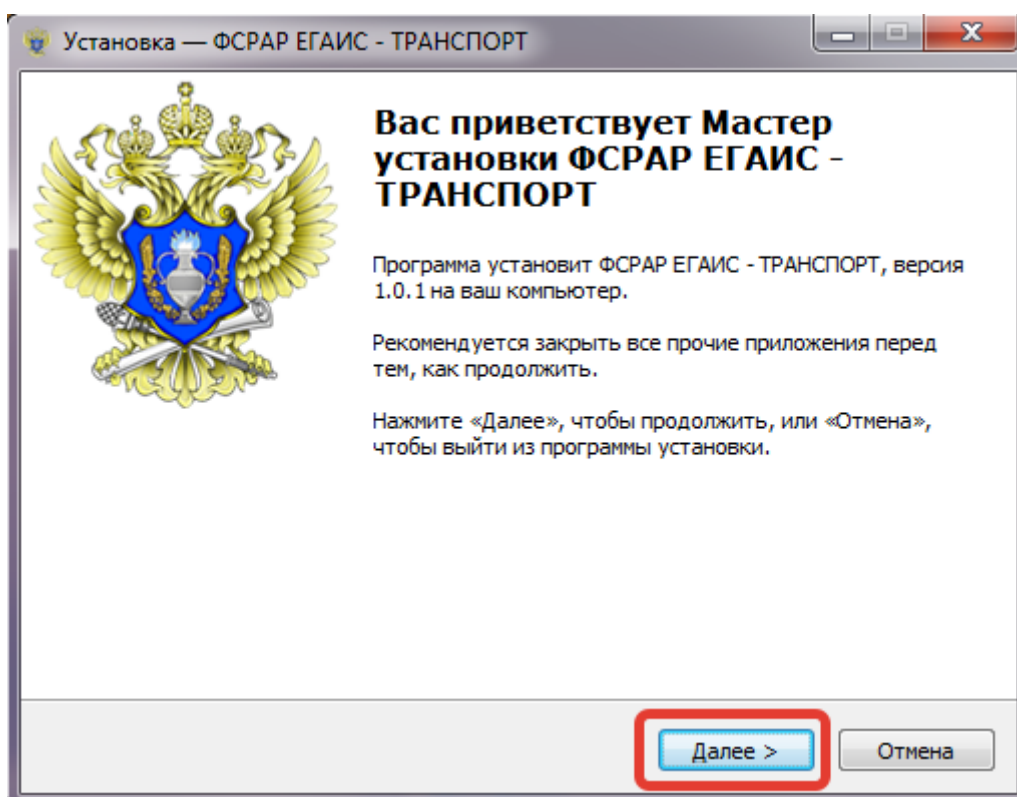 Установка — ФСРАР ЕГАИС - ТРАНСПОРТ
Вас приветствует Мастер
установки ФСРАР ЕГАИС -
ТРАНСПОРТ
Программа установит ФСРАР ЕГАИС - ТРАНСПОРТ, версия
1.0.1 на ваш компьютер.
Рекомендуется закрыть все прочие приложения перед
тем, как продолжить.
Нажмите «Далее», чтобы продолжить, или «Отмена»,
чтобы выйти из программы установки.
Далее > Отмена